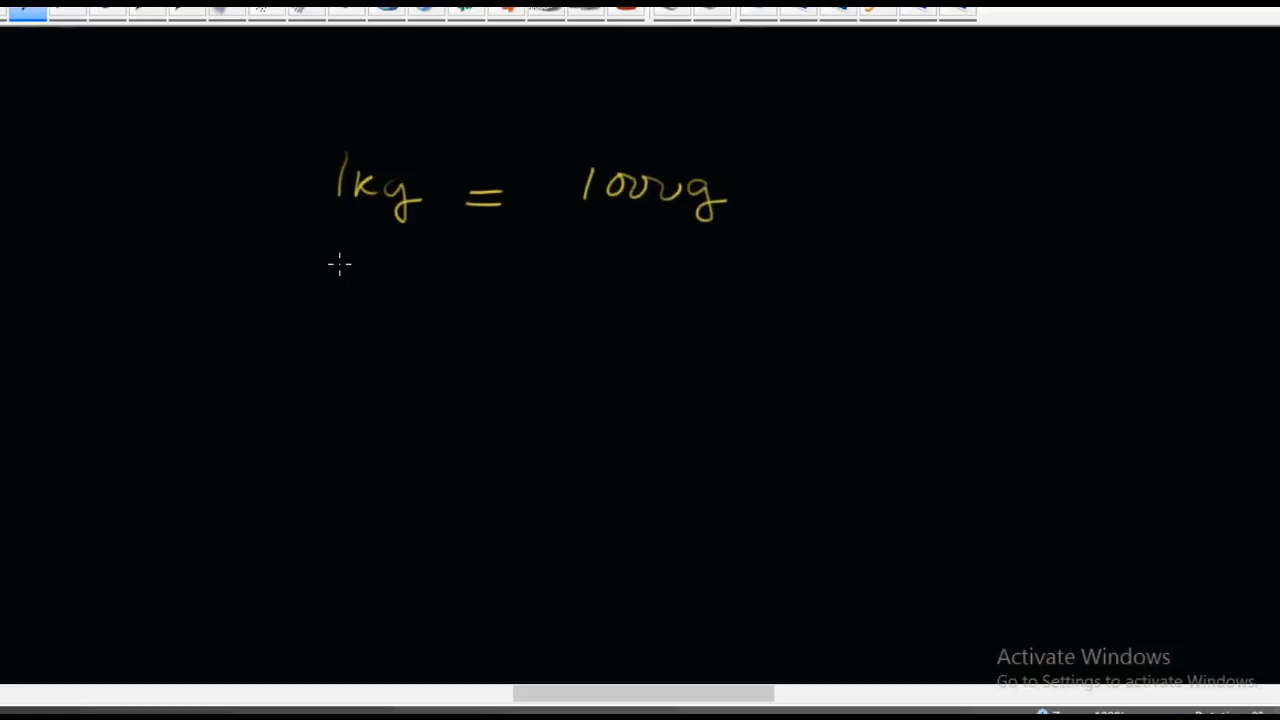 1kg = 1000g
Activate Windows
Go to Settings to activate Windows.